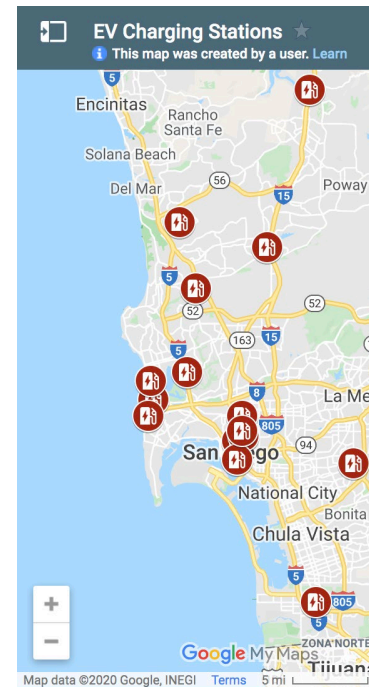 EV Charging Stations
This map was created by a user. Learn
5
Encinitas
Rancho
Santa Fe
Solana Beach
Del Mar
56
15
Poway
5
52
52
163
15
5
8
La Me
805
San
go
94
National City
Bonita
Chula Vista
5
805
5
+
−
Google My Maps
ZONA NORTE
Tijuan
Map data ©2020 Google, INEGI Terms 5 mi